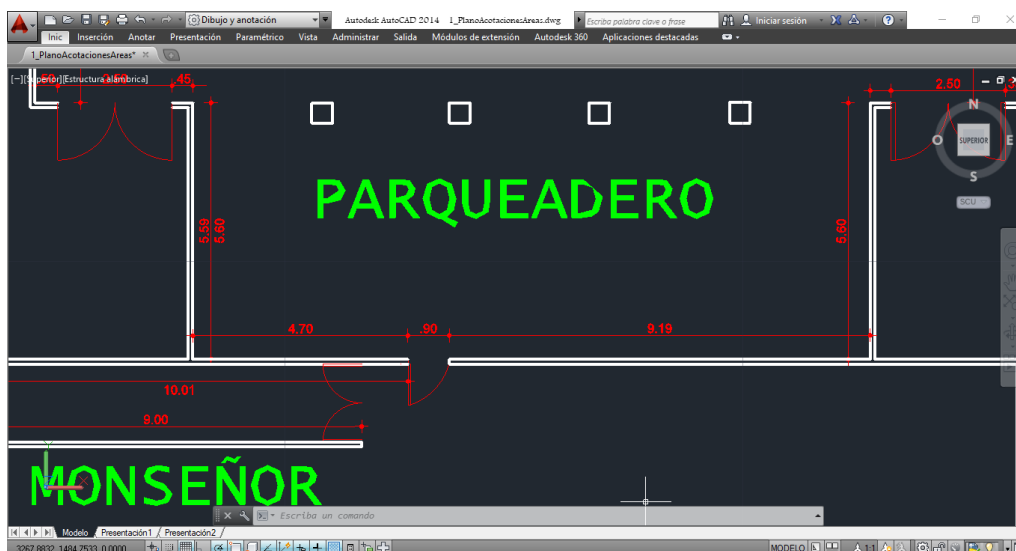 Dibujo y anotación
Autodesk AutoCAD 2014 1_PlanoAcotacionesAreas.dwg
Escriba palabra clave o frase
Iniciar sesión
Inic Inserción Anotar Presentación Paramétrico Vista Administrar Salida Módulos de extensión Autodesk 360 Aplicaciones destacadas
1_PlanoAcotacionesAreas*
[−][Superior][Estructura alámbrica]
.45
2.50
N
O SUPERIOR E
S
SCU
PARQUEADERO
5.59
5.60
5.60
4.70 .90 9.19
10.01
9.00
MONSEÑOR
Escriba un comando
Modelo Presentación1 Presentación2
3267.8832, 1484.7533, 0.0000
MODELO
1:1